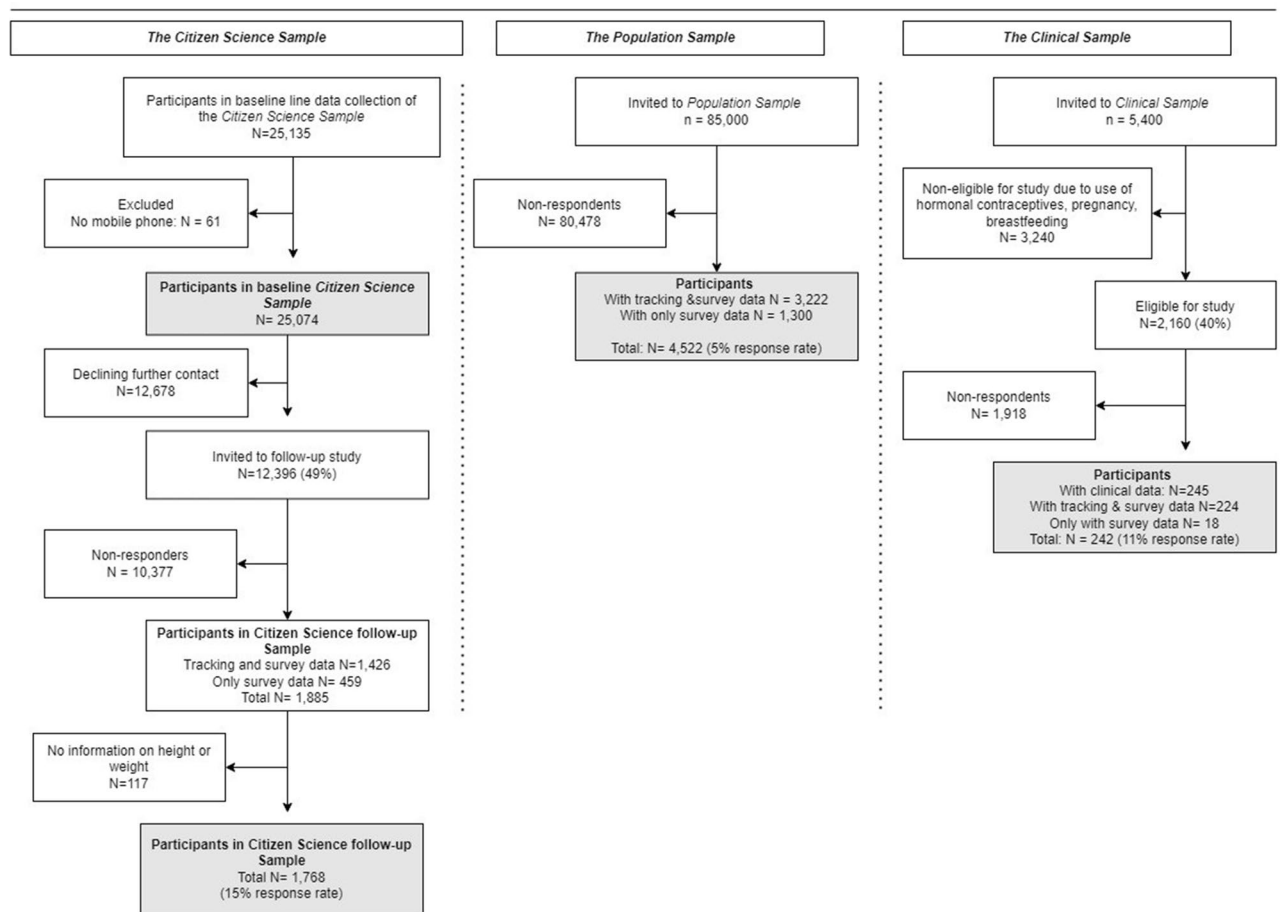 The Citizen Science Sample
Participants in baseline line data collection of
the Citizen Science Sample
N=25,135
Excluded
No mobile phone: N = 61
Participants in baseline Citizen Science
Sample
N= 25,074
Declining further contact
N=12,678
Invited to follow-up study
N=12,396 (49%)
Non-responders
N = 10,377
Participants in Citizen Science follow-up
Sample
Tracking and survey data N=1,426
Only survey data N= 459
Total N= 1,885
No information on height or
weight
N=117
Participants in Citizen Science follow-up
Sample
Total N= 1,768
(15% response rate)
The Population Sample
Invited to Population Sample
n = 85,000
Non-respondents
N= 80,478
Participants
With tracking &survey data N = 3,222
With only survey data N = 1,300
Total: N= 4,522 (5% response rate)
The Clinical Sample
Invited to Clinical Sample
n = 5,400
Non-eligible for study due to use of
hormonal contraceptives, pregnancy,
breastfeeding
N= 3,240
Eligible for study
N=2,160 (40%)
Non-respondents
N= 1,918
Participants
With clinical data: N=245
With tracking & survey data N=224
Only with survey data N= 18
Total: N = 242 (11% response rate)